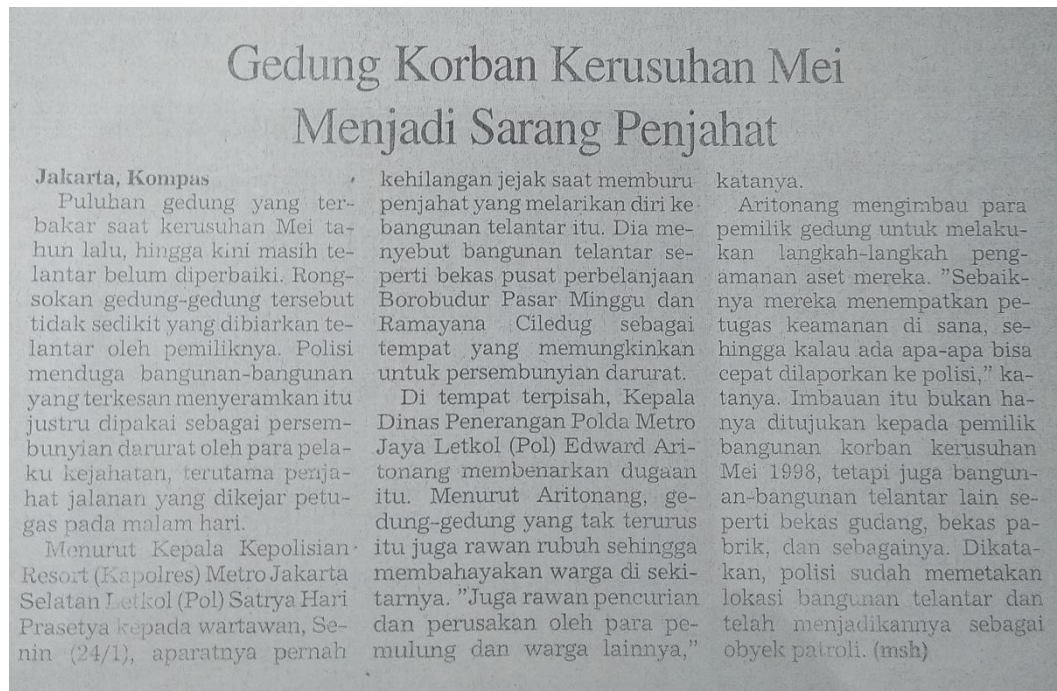 Gedung Korban Kerusuhan Mei
Menjadi Sarang Penjahat
Jakarta, Kompas
Puluhan gedung yang ter-
bakar saat kerusuhan Mei ta-
hun lalu, hingga kini masih te-
lantar belum diperbaiki. Rong-
sokan gedung-gedung tersebut
tidak sedikit yang dibiarkan te-
lantar oleh pemiliknya. Polisi
menduga bangunan-bangunan
yang terkesan menyeramkan itu
justru dipakai sebagai persem-
bunyian darurat oleh para pela-
ku kejahatan, terutama penja-
hat jalanan yang dikejar petu-
gas pada malam hari.
Menurut Kepala Kepolisian
Resort (Kapolres) Metro Jakarta
Selatan Letkol (Pol) Satrya Hari
Prasetya kepada wartawan, Se-
nin (24/1), aparatnya pernah
kehilangan jejak saat memburu
penjahat yang melarikan diri ke
bangunan telantar itu. Dia me-
nyebut bangunan telantar se-
perti bekas pusat perbelanjaan
Borobudur Pasar Minggu dan
Ramayana Ciledug sebagai
tempat yang memungkinkan
untuk persembunyian darurat.
Di tempat terpisah, Kepala
Dinas Penerangan Polda Metro
Jaya Letkol (Pol) Edward Ari-
tonang membenarkan dugaan
itu. Menurut Aritonang, ge-
dung-gedung yang tak terurus
itu juga rawan rubuh sehingga
membahayakan warga di seki-
tarnya. "Juga rawan pencurian
dan perusakan oleh para pe-
mulung dan warga lainnya,"
katanya.
Aritonang mengimbau para
pemilik gedung untuk melaku-
kan langkah-langkah peng-
amanan aset mereka. "Sebaik-
nya mereka menempatkan pe-
tugas keamanan di sana, se-
hingga kalau ada apa-apa bisa
cepat dilaporkan ke polisi," ka-
tanya. Imbauan itu bukan ha-
nya ditujukan kepada pemilik
bangunan korban kerusuhan
Mei 1998, tetapi juga bangun-
an-bangunan telantar lain se-
perti bekas gudang, bekas pa-
brik, dan sebagainya. Dikata-
kan, polisi sudah memetakan
lokasi bangunan telantar dan
telah menjadikannya sebagai
obyek patroli. (msh)